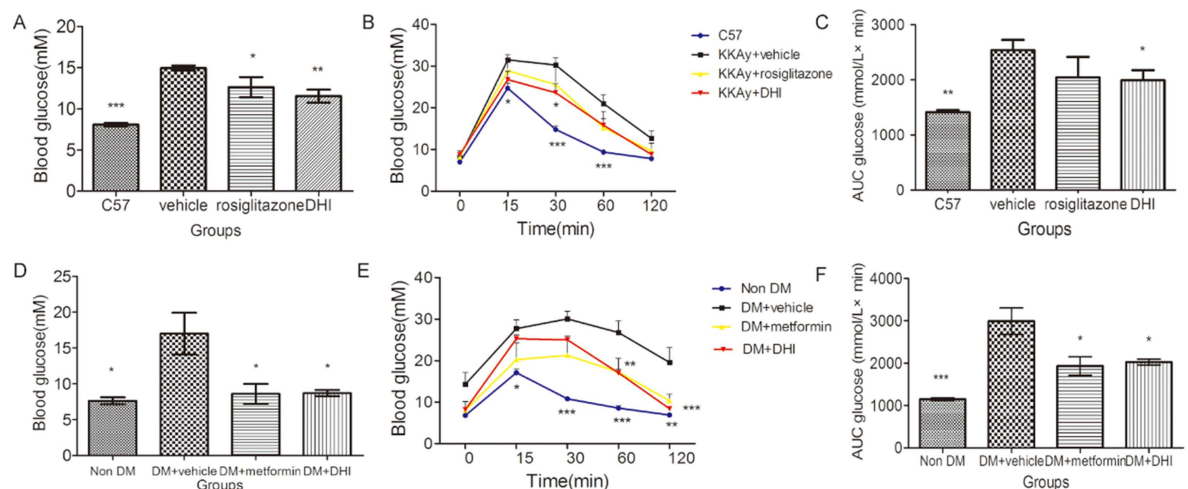 A
Blood glucose(mM)
20
15
10
5
0
***
*
**
C57
vehicle
rosiglitazone
DHI
Groups
B
Blood glucose(mM)
40
30
20
10
0
*
*
***
***
0
15
30
60
120
Time(min)
C57
KKAy+vehicle
KKAy+rosiglitazone
KKAy+DHI
C
AUC glucose (mmol/L× min)
3000
2000
1000
0
**
*
C57
vehicle
rosiglitazone
DHI
Groups
D
Blood glucose(mM)
25
20
15
10
5
0
*
*
*
Non DM
DM+vehicle
DM+metformin
DM+DHI
Groups
E
Blood glucose(mM)
40
30
20
10
0
*
**
***
***
***
**
0
15
30
60
120
Time(min)
Non DM
DM+vehicle
DM+metformin
DM+DHI
F
AUC glucose (mmol/L× min)
4000
3000
2000
1000
0
***
*
*
Non DM
DM+vehicle
DM+metformin
DM+DHI
Groups